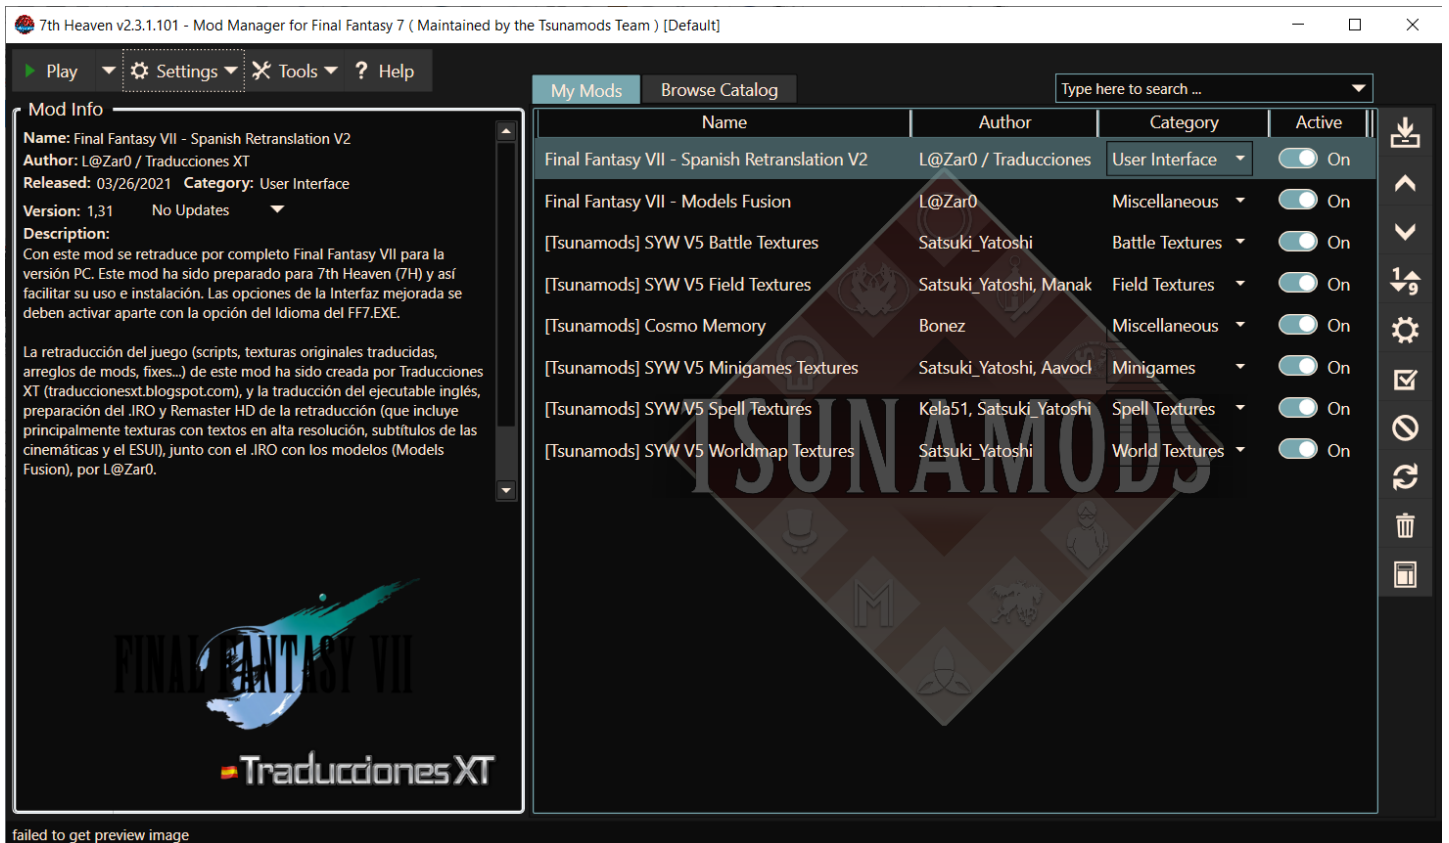 7th Heaven v2.3.1.101 - Mod Manager for Final Fantasy 7 ( Maintained by the Tsunamods Team ) [Default]
Play Settings Tools ? Help
My Mods Browse Catalog Type here to search ...
Mod Info
Name: Final Fantasy VII - Spanish Retranslation V2
Author: L@Zar0 / Traducciones XT
Released: 03/26/2021 Category: User Interface
Version: 1,31 No Updates
Description:
Con este mod se retraduce por completo Final Fantasy VII para la
versión PC. Este mod ha sido preparado para 7th Heaven (7H) y así
facilitar su uso e instalación. Las opciones de la Interfaz mejorada se
deben activar aparte con la opción del Idioma del FF7.EXE.
La retraducción del juego (scripts, texturas originales traducidas,
arreglos de mods, fixes...) de este mod ha sido creada por Traducciones
XT (traduccionesxt.blogspot.com), y la traducción del ejecutable inglés,
preparación del .IRO y Remaster HD de la retraducción (que incluye
principalmente texturas con textos en alta resolución, subtítulos de las
cinemáticas y el ESUI), junto con el .IRO con los modelos (Models
Fusion), por L@Zar0.
FINAL FANTASY VII
Traducciones XT
Name Author Category Active
Final Fantasy VII - Spanish Retranslation V2 L@Zar0 / Traducciones User Interface On
Final Fantasy VII - Models Fusion L@Zar0 Miscellaneous On
[Tsunamods] SYW V5 Battle Textures Satsuki_Yatoshi Battle Textures On
[Tsunamods] SYW V5 Field Textures Satsuki_Yatoshi, Manak Field Textures On
[Tsunamods] Cosmo Memory Bonez Miscellaneous On
[Tsunamods] SYW V5 Minigames Textures Satsuki_Yatoshi, Aavock Minigames On
[Tsunamods] SYW V5 Spell Textures Kela51, Satsuki_Yatoshi Spell Textures On
[Tsunamods] SYW V5 Worldmap Textures Satsuki_Yatoshi World Textures On
TSUNAMODS
1
9
failed to get preview image